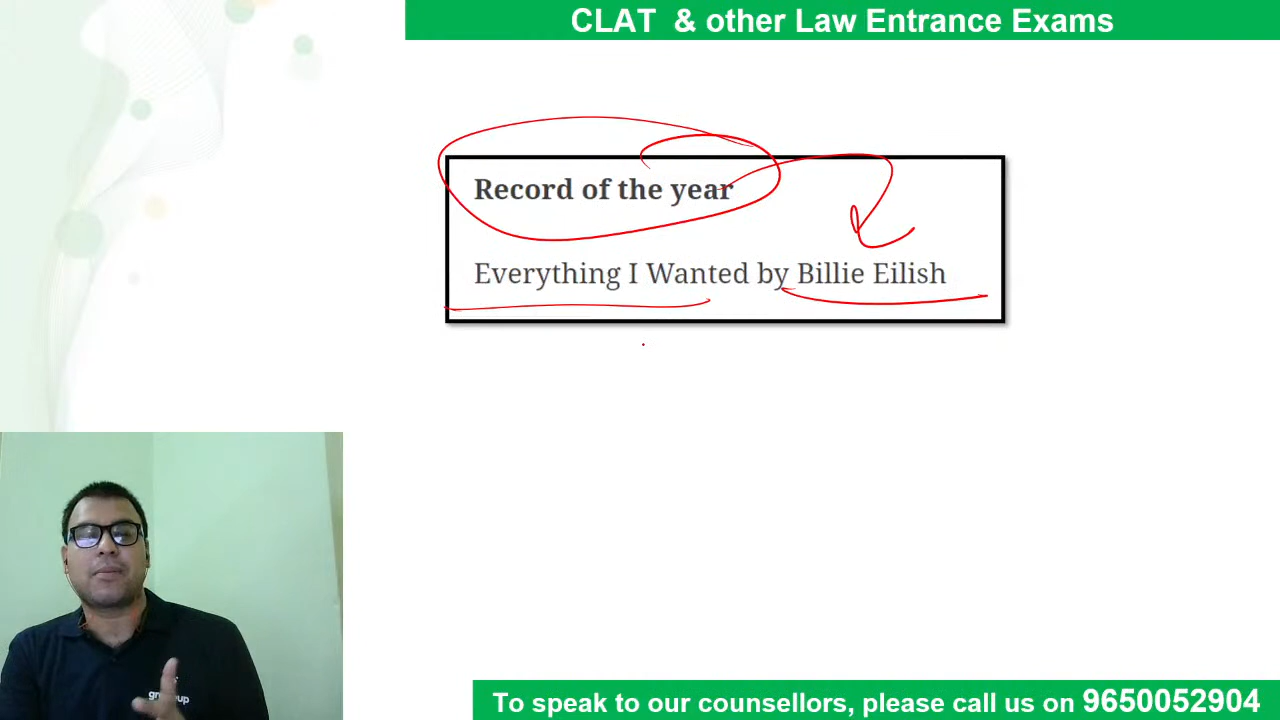 CLAT & other Law Entrance Exams
Record of the year
Everything I Wanted by Billie Eilish
To speak to our counsellors, please call us on 9650052904